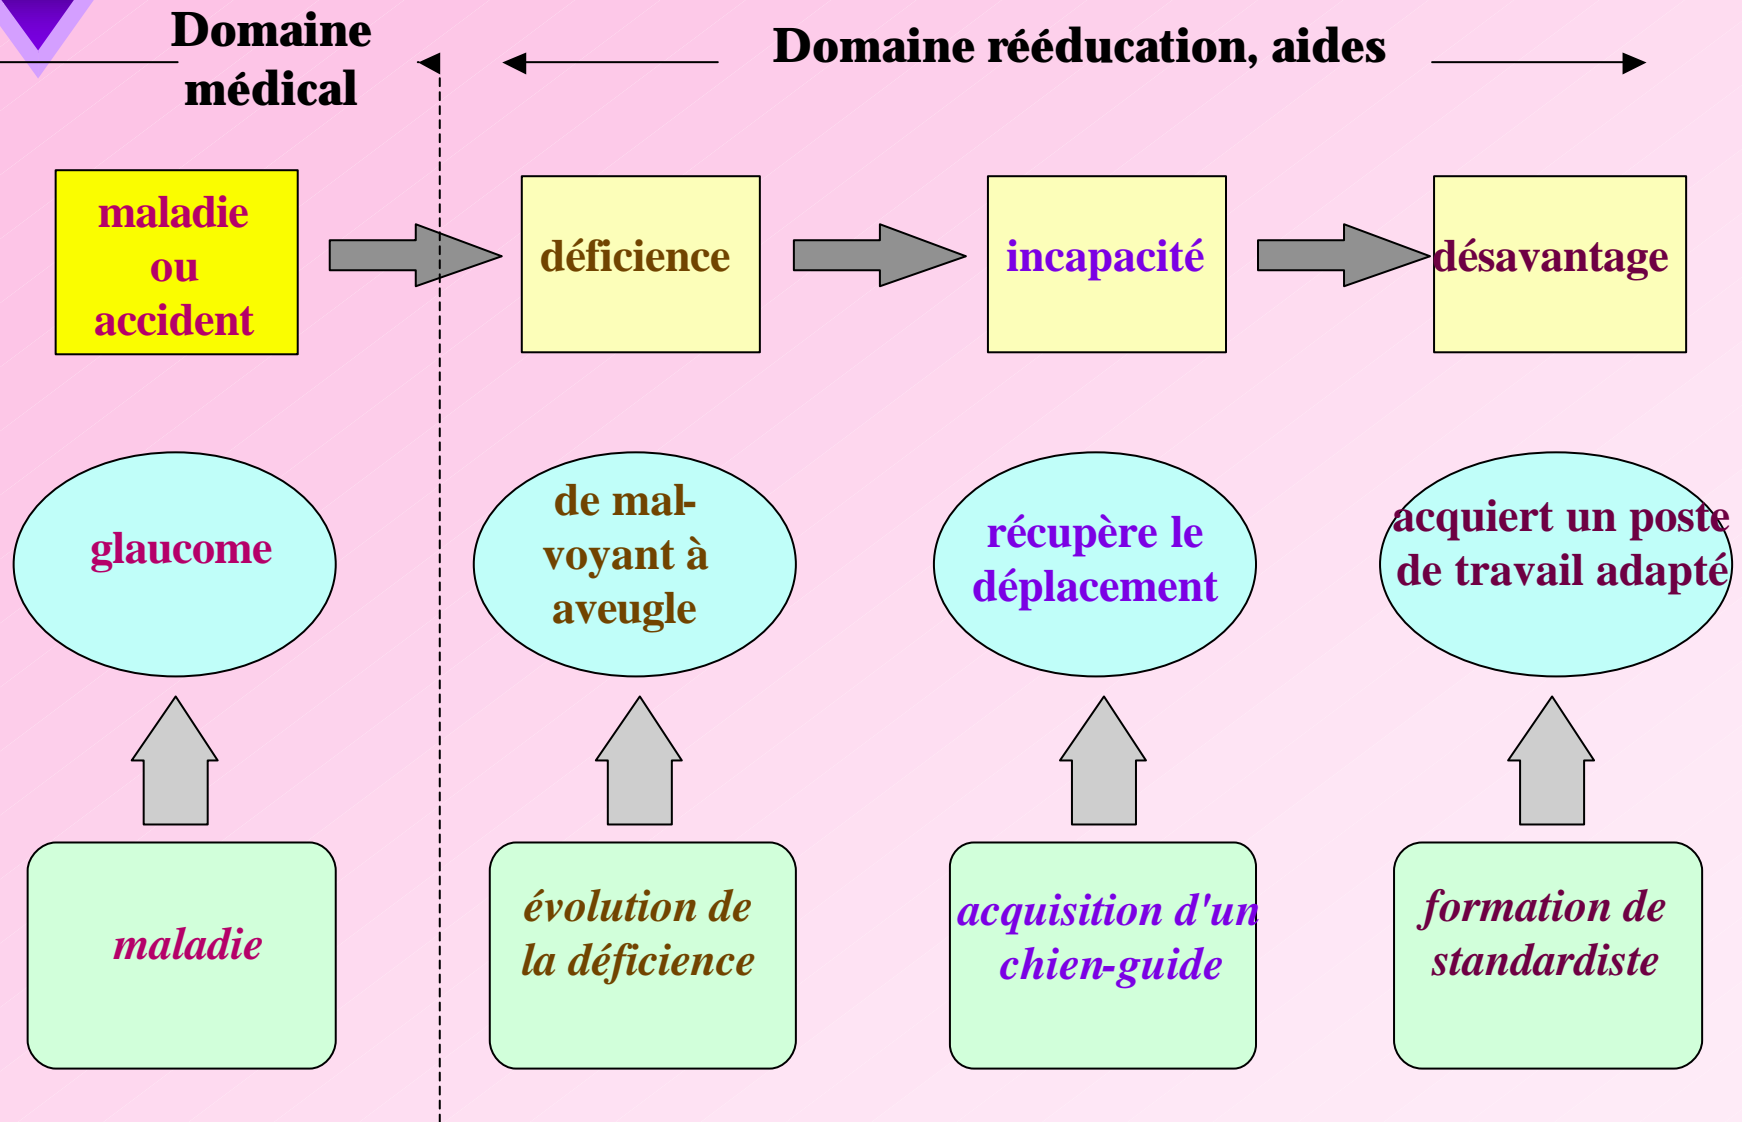 Domaine
médical
Domaine rééducation, aides
maladie
ou
accident
déficience
incapacité
désavantage
glaucome
de mal-
voyant à
aveugle
récupère le
déplacement
acquiert un poste
de travail adapté
maladie
évolution de
la déficience
acquisition d'un
chien-guide
formation de
standardiste